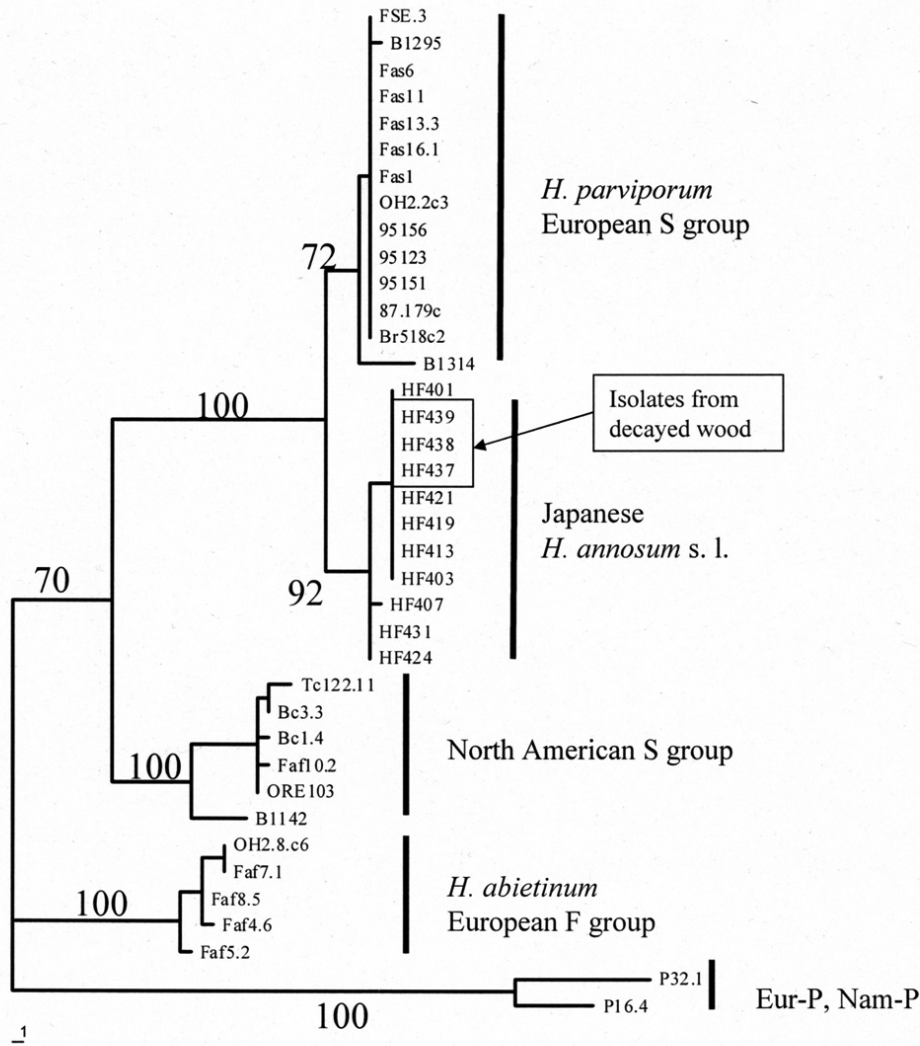 FSE.3
B1295
Fas6
Fas11
Fas13.3
Fas16.1
Fas1
OH2.2c3
95156
95123
95151
87.179c
Br518c2
B1314
72
H. parviporum
European S group
HF401
HF439
HF438
HF437
HF421
HF419
HF413
HF403
HF407
HF431
HF424
Isolates from
decayed wood
Japanese
H. annosum s. l.
100
92
70
Tc122.11
Bc3.3
Bc1.4
Faf10.2
ORE103
B1142
100
North American S group
OH2.8.c6
Faf7.1
Faf8.5
Faf4.6
Faf5.2
100
H. abietinum
European F group
P32.1
P16.4
100
Eur-P, Nam-P
1